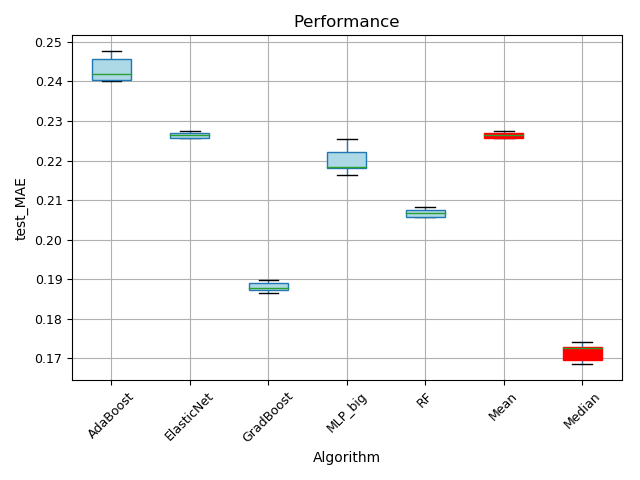 Performance
0.25
0.24
0.23
0.22
0.21
0.20
0.19
0.18
0.17
test_MAE
AdaBoost
ElasticNet
GradBoost
MLP_big
RF
Mean
Median
Algorithm